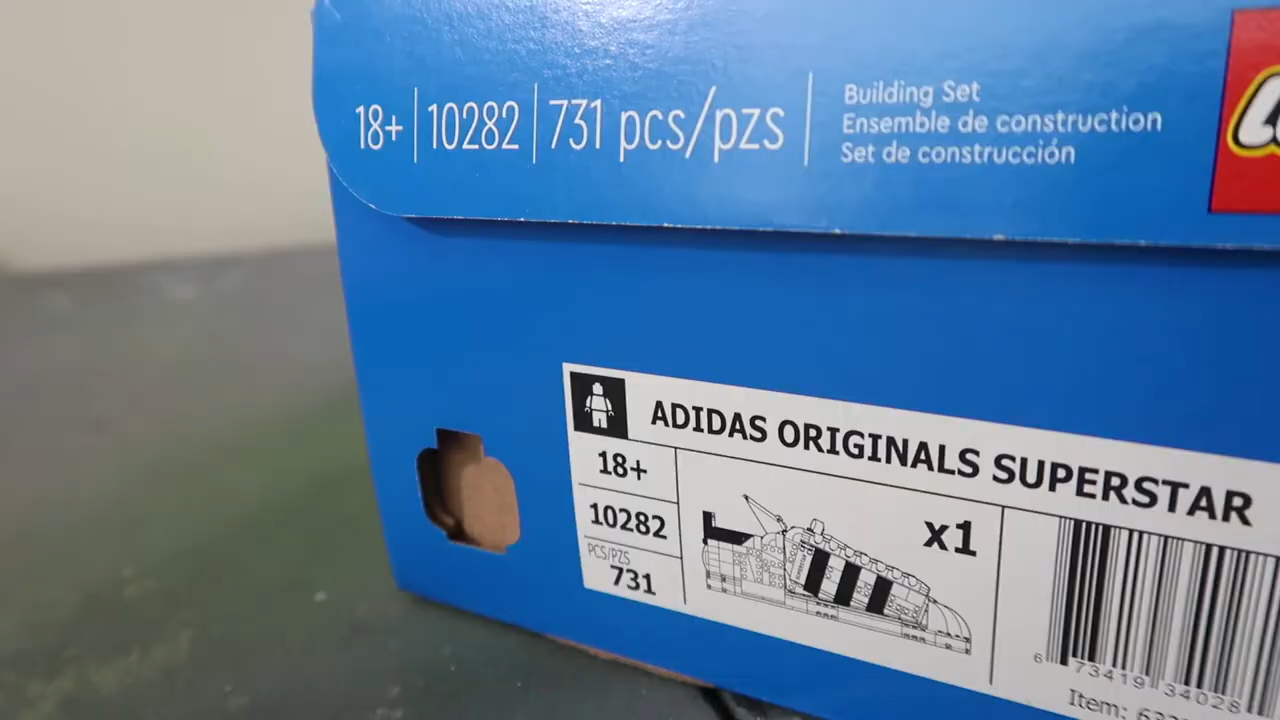 18+ | 10282 | 731 pcs/pzs
Building Set
Ensemble de construction
Set de construcción
ADIDAS ORIGINALS SUPERSTAR
18+
10282
PCS/PZS
731
x1
6 73419 34028
Item: